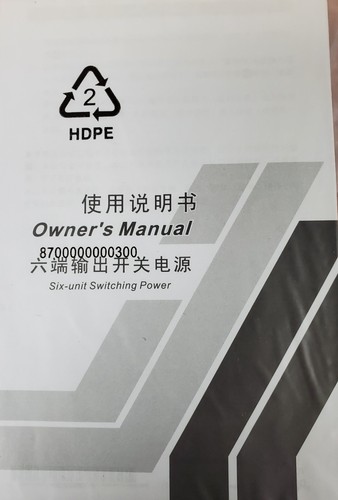 2
HDPE
使用说明书
Owner's Manual
8700000000300
六端输出开关电源
Six-unit Switching Power